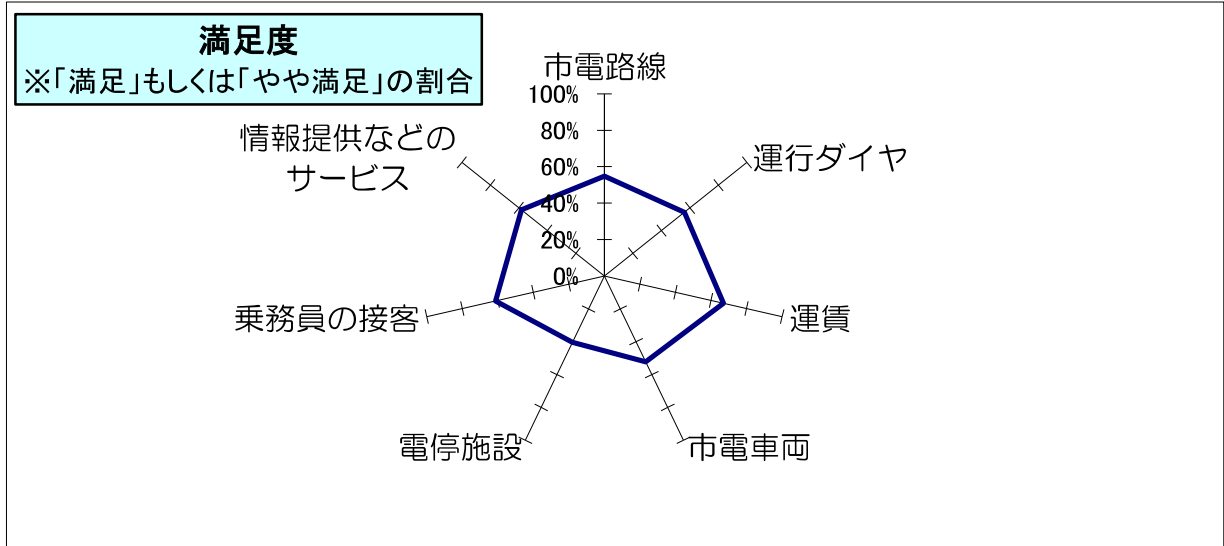 満足度
※「満足」もしくは「やや満足」の割合
市電路線
100%
80%
60%
40%
20%
0%
運行ダイヤ
運賃
市電車両
電停施設
乗務員の接客
情報提供などの
サービス